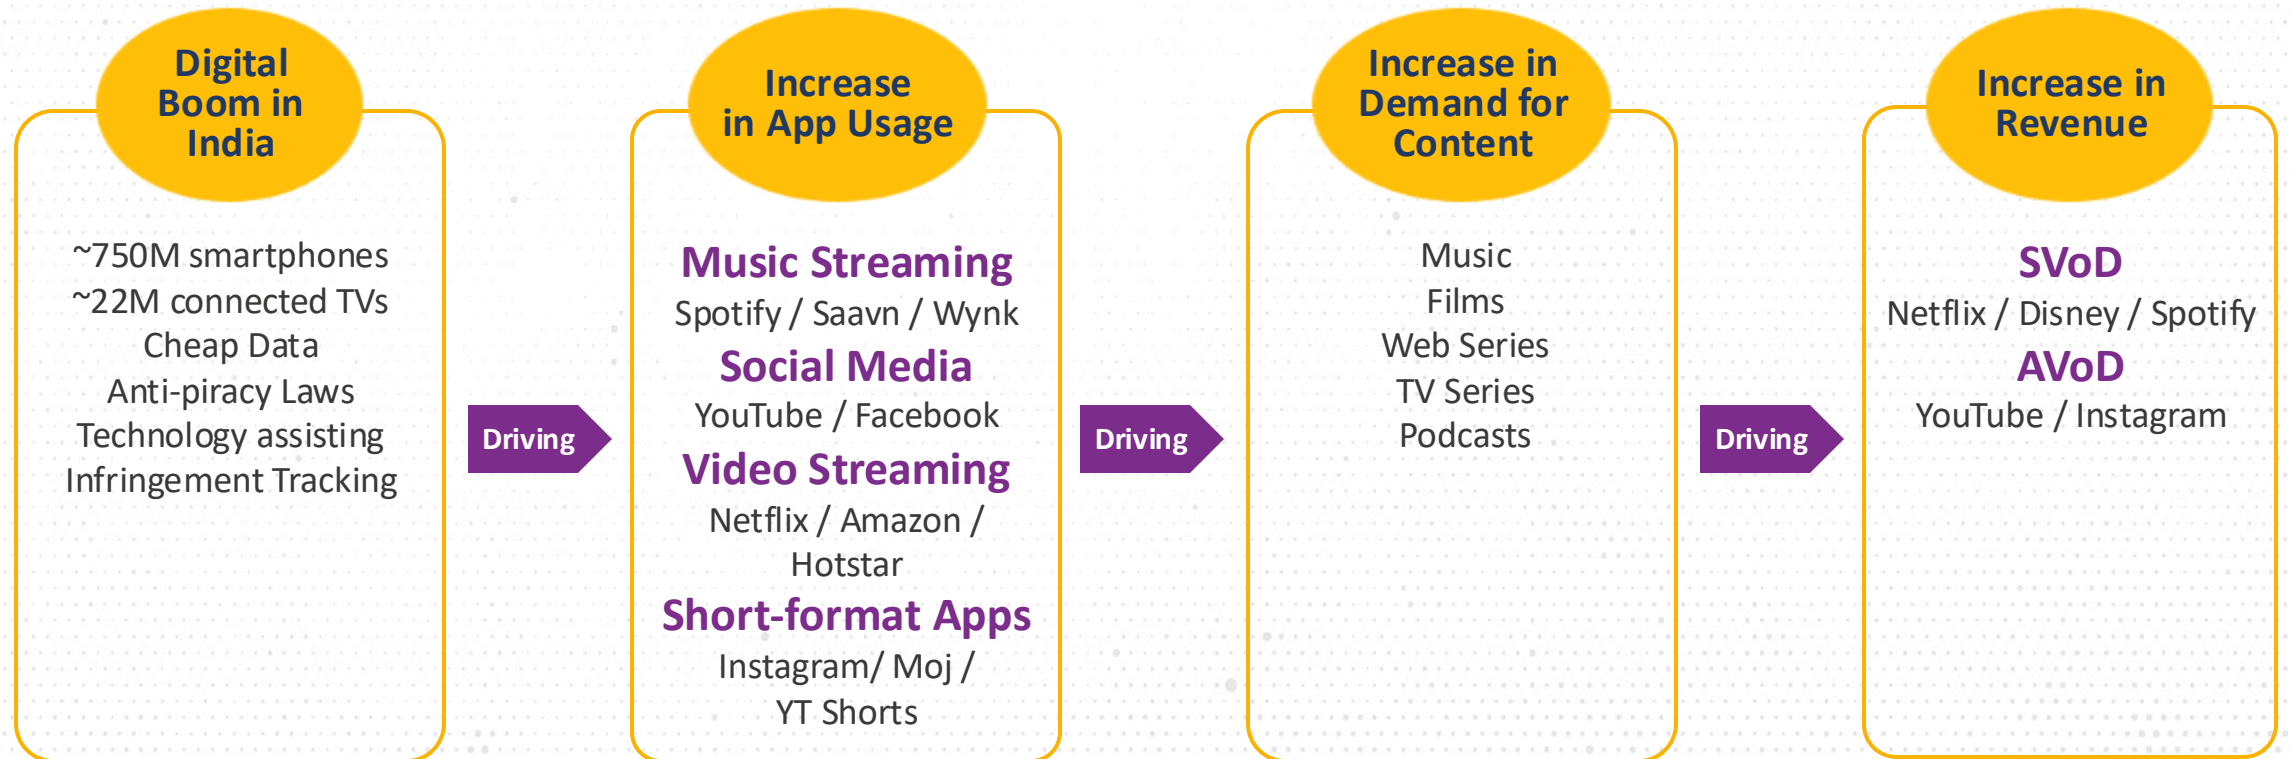 Digital
Boom in
India
~750M smartphones
~22M connected TVs
Cheap Data
Anti-piracy Laws
Technology assisting
Infringement Tracking
Driving
Increase
in App Usage
Music Streaming
Spotify / Saavn / Wynk
Social Media
YouTube / Facebook
Video Streaming
Netflix / Amazon /
Hotstar
Short-format Apps
Instagram/ Moj /
YT Shorts
Driving
Increase in
Demand for
Content
Music
Films
Web Series
TV Series
Podcasts
Driving
Increase in
Revenue
SVoD
Netflix / Disney / Spotify
AVoD
YouTube / Instagram